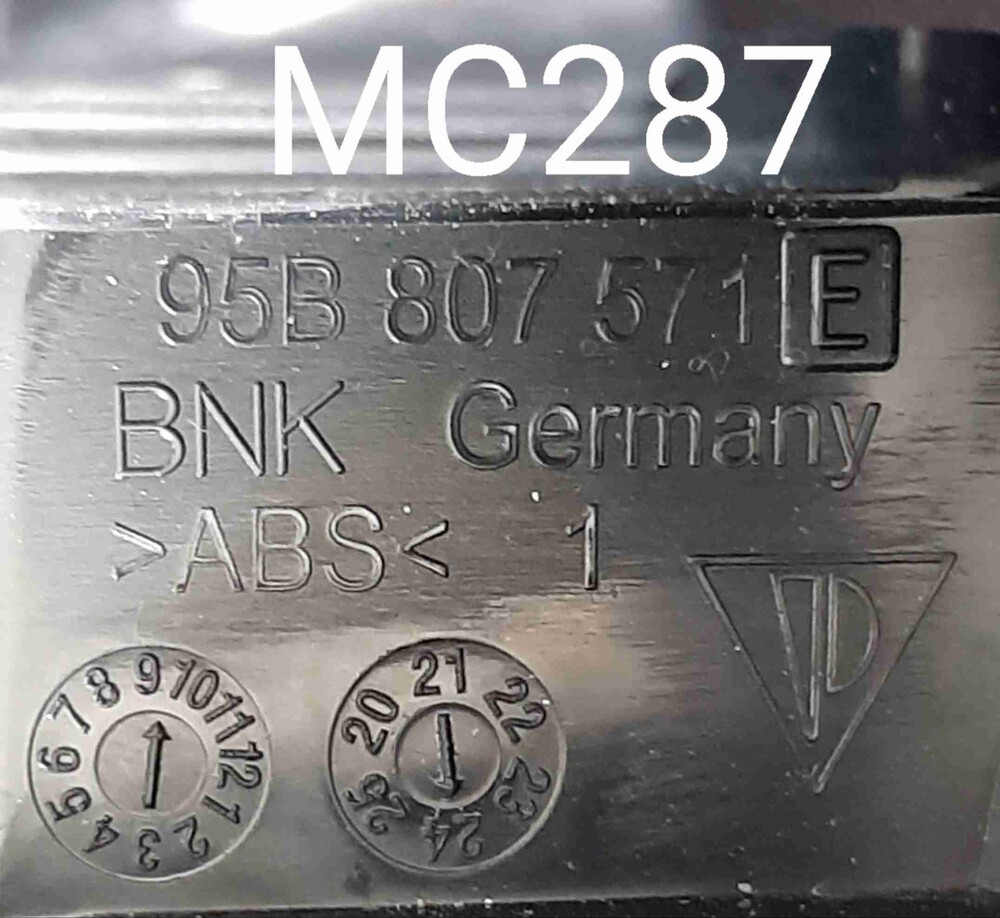 MC287
95B 807 571 E
BNK Germany
>ABS< 1
9 10 11 12 1 2 3 4 5 6 7 8
20 21 22 23 24 25